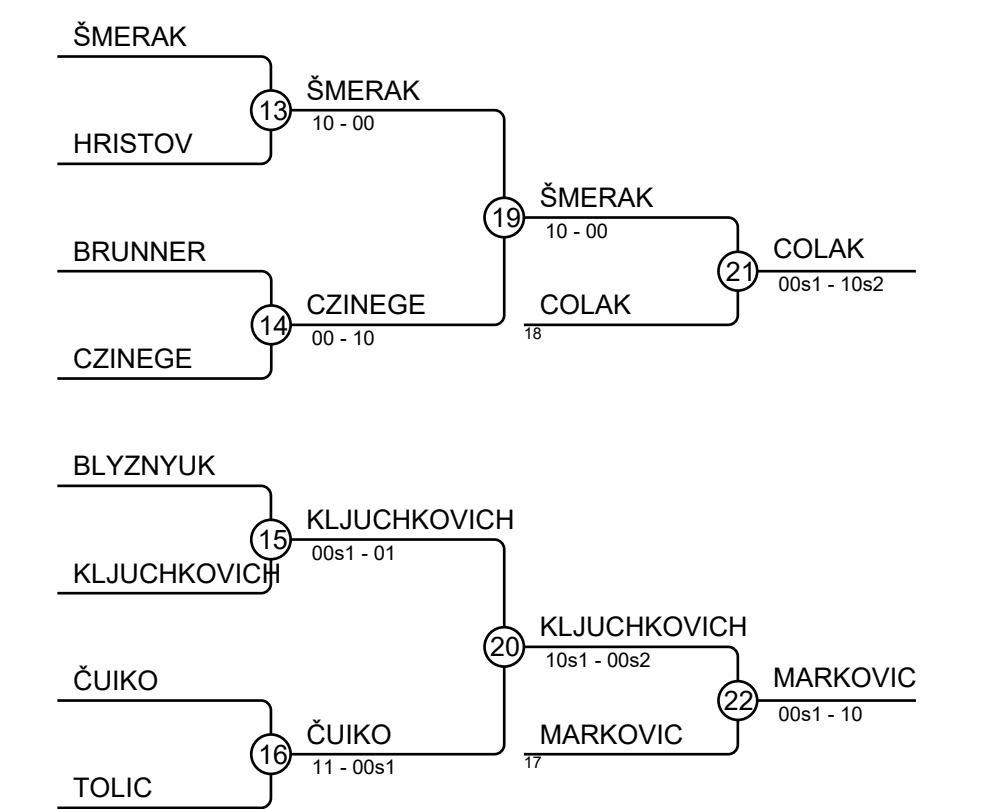 ŠMERAK
13
ŠMERAK
10 - 00
HRISTOV
19
ŠMERAK
10 - 00
BRUNNER
21
COLAK
00s1 - 10s2
14
CZINEGE
00 - 10
COLAK
18
CZINEGE
BLYZNYUK
15
KLJUCHKOVICH
00s1 - 01
KLJUCHKOVICH
20
KLJUCHKOVICH
10s1 - 00s2
ČUIKO
22
MARKOVIC
00s1 - 10
16
ČUIKO
11 - 00s1
MARKOVIC
17
TOLIC